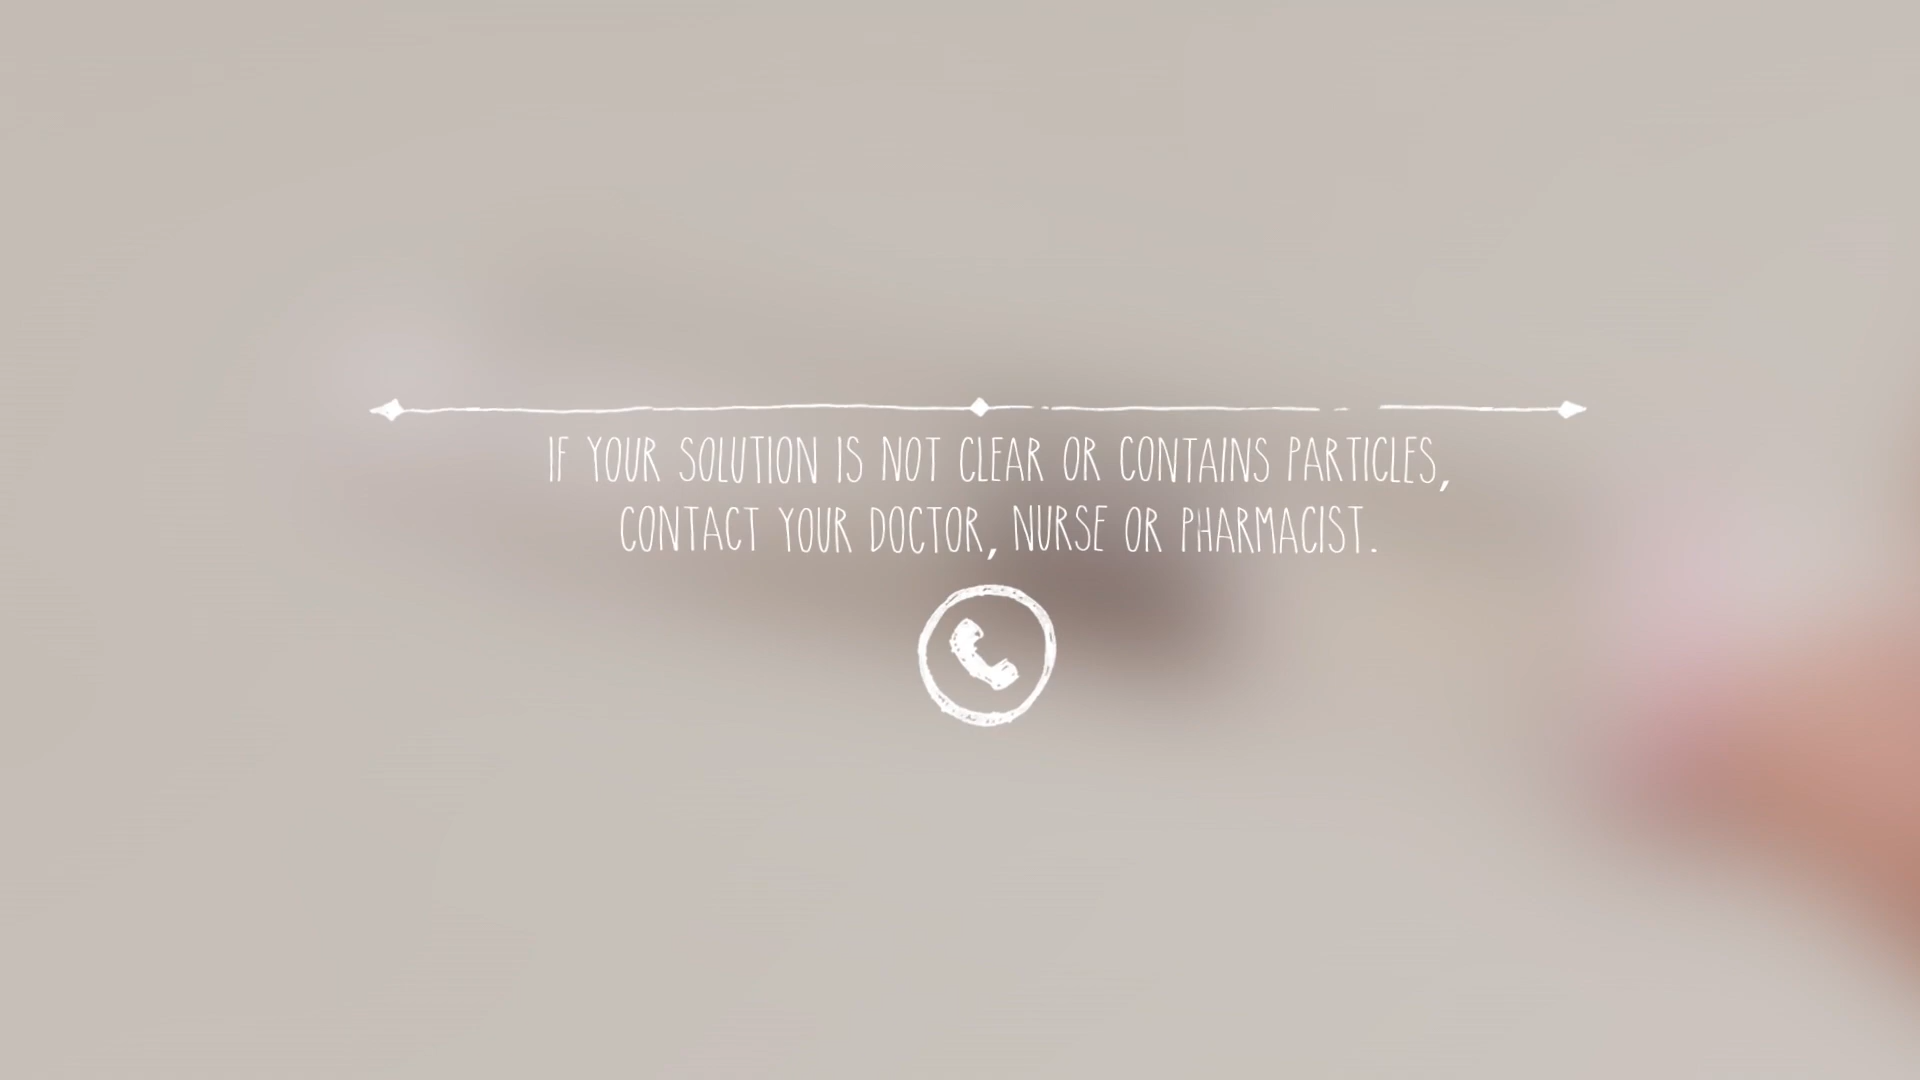 IF YOUR SOLUTION IS NOT CLEAR OR CONTAINS PARTICLES,
CONTACT YOUR DOCTOR, NURSE OR PHARMACIST.